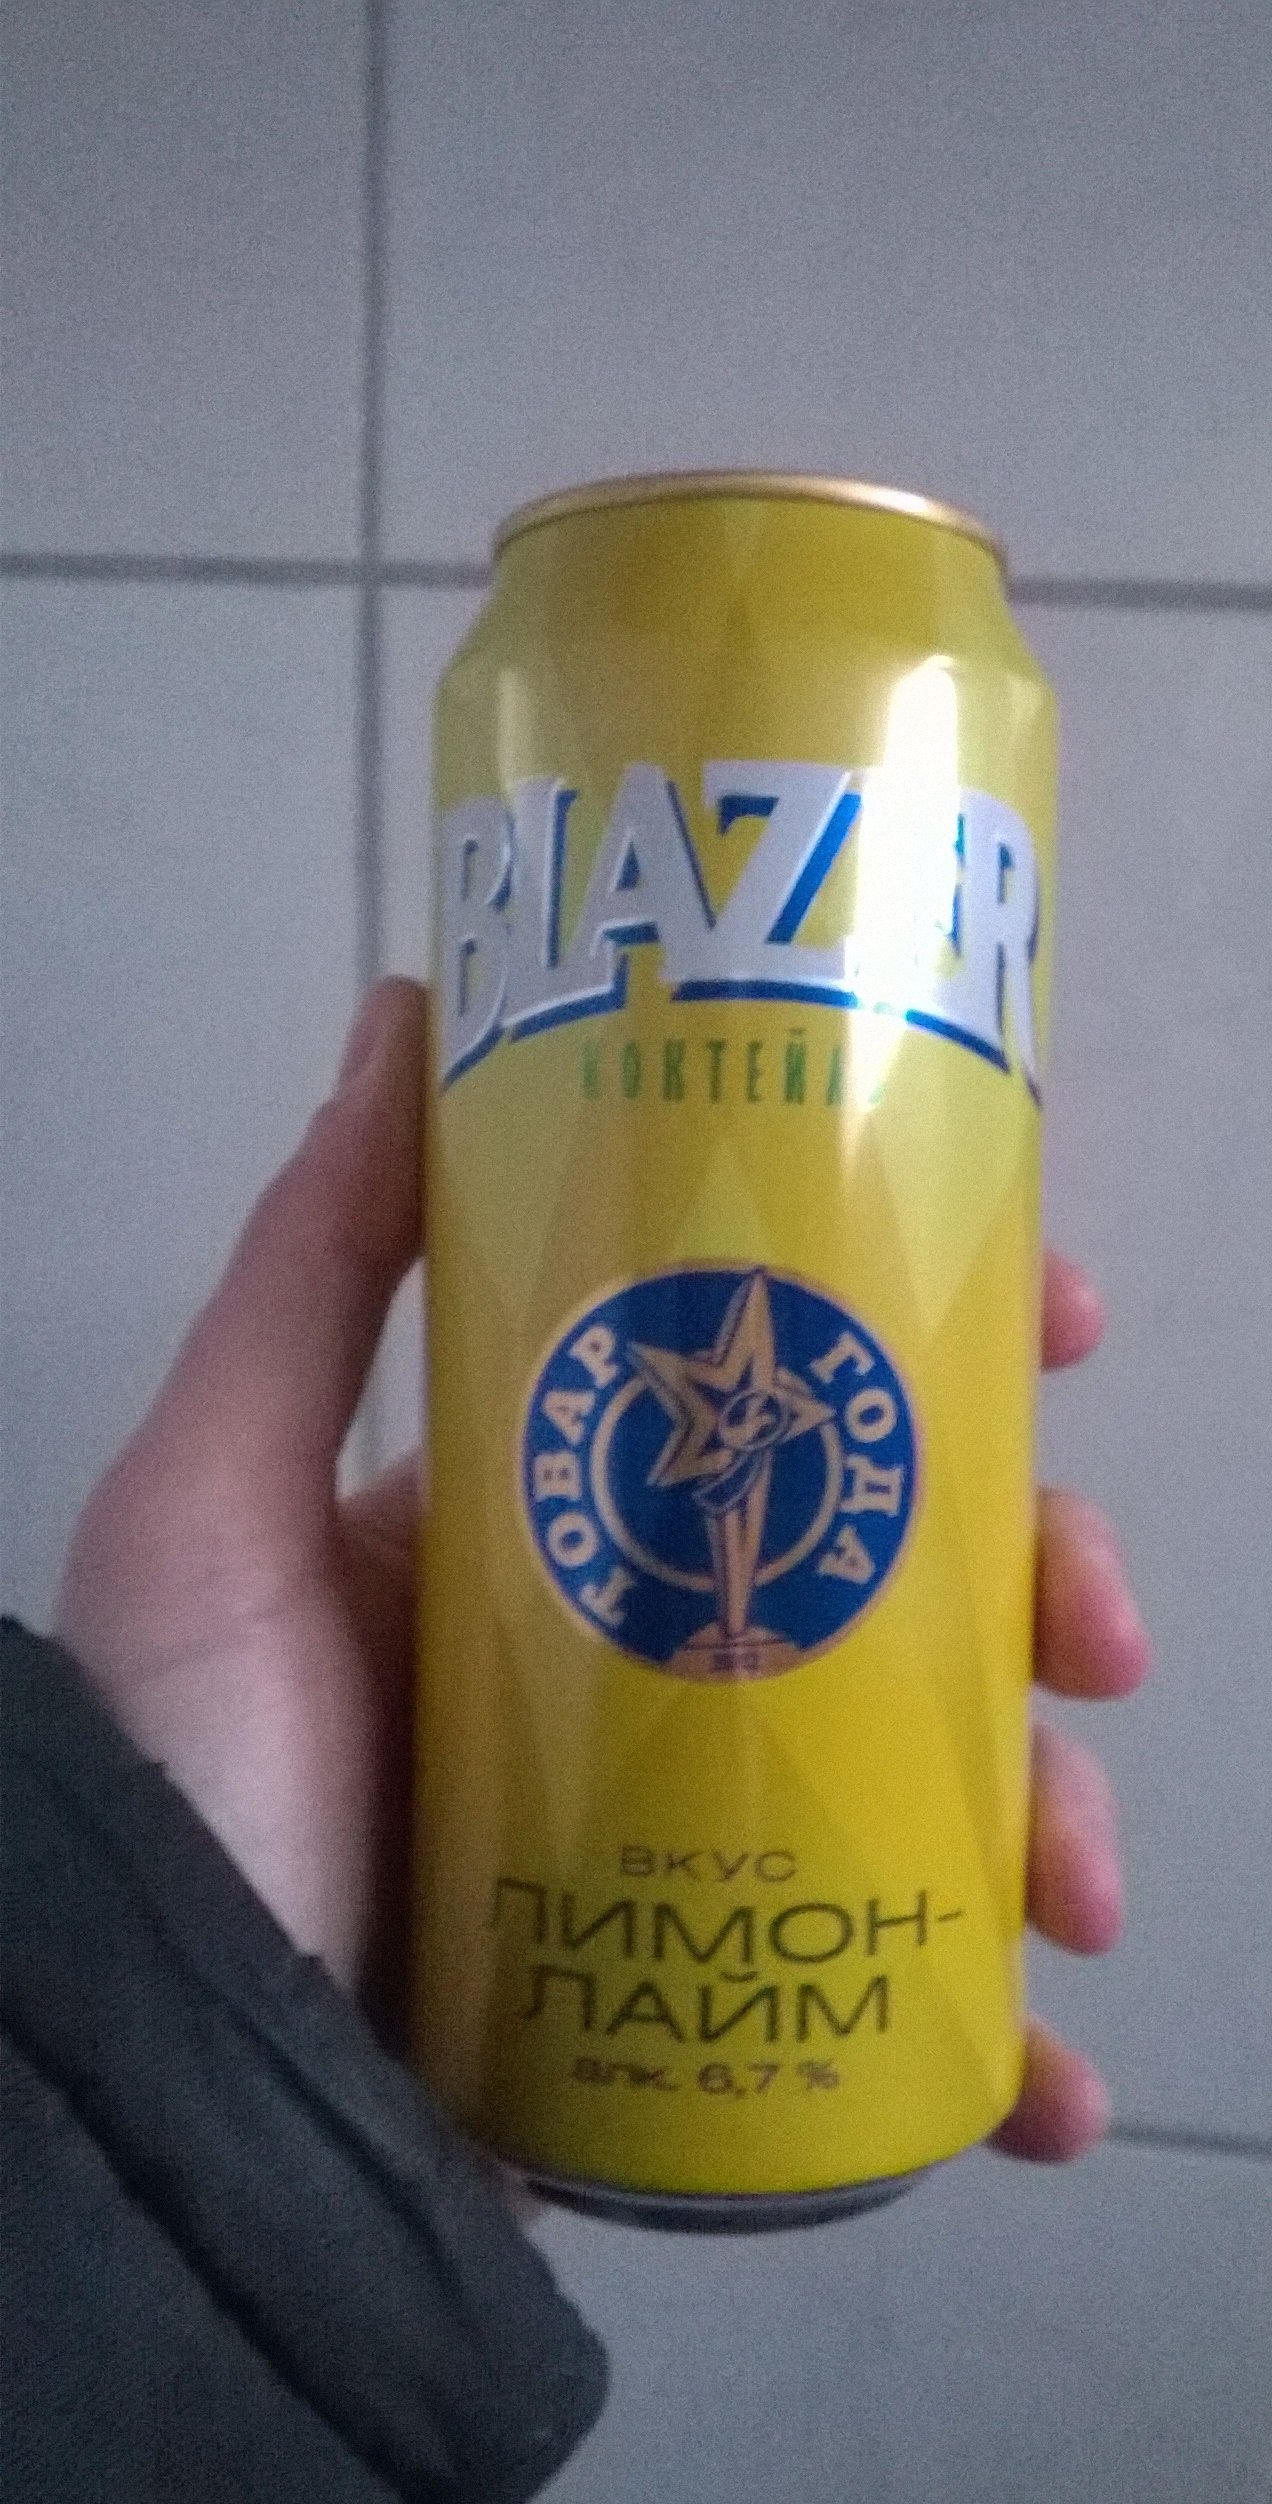 BLAZER
КОКТЕЙЛЬ
ТОВАР ГОДА
ВКУС
ЛИМОН-
ЛАЙМ
алк. 6,7 %